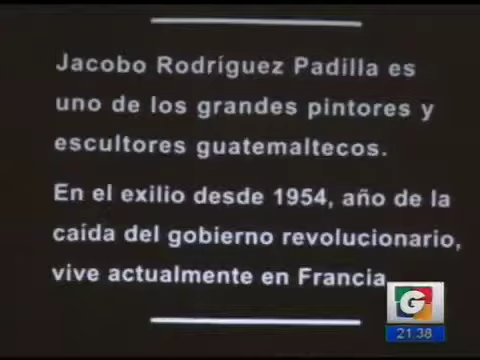 Jacobo Rodríguez Padilla es
uno de los grandes pintores y
escultores guatemaltecos.
En el exilio desde 1954, año de la
caída del gobierno revolucionario,
vive actualmente en Francia
G
21:38